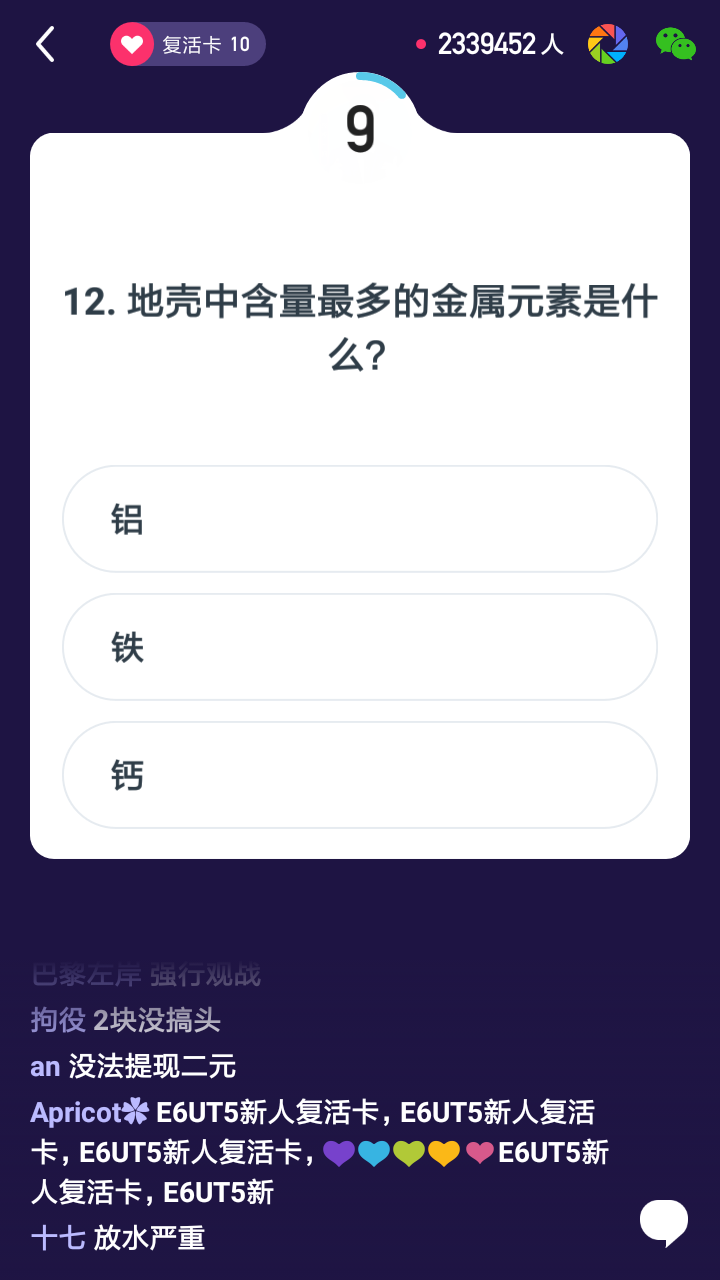 复活卡 10
2339452 人
9
12. 地壳中含量最多的金属元素是什
么?
铝
铁
钙
巴黎左岸 强行观战
拘役 2块没搞头
an 没法提现二元
Apricot✿ E6UT5新人复活卡, E6UT5新人复活
卡, E6UT5新人复活卡, 💜💙💚💛💗E6UT5新
人复活卡, E6UT5新
十七 放水严重